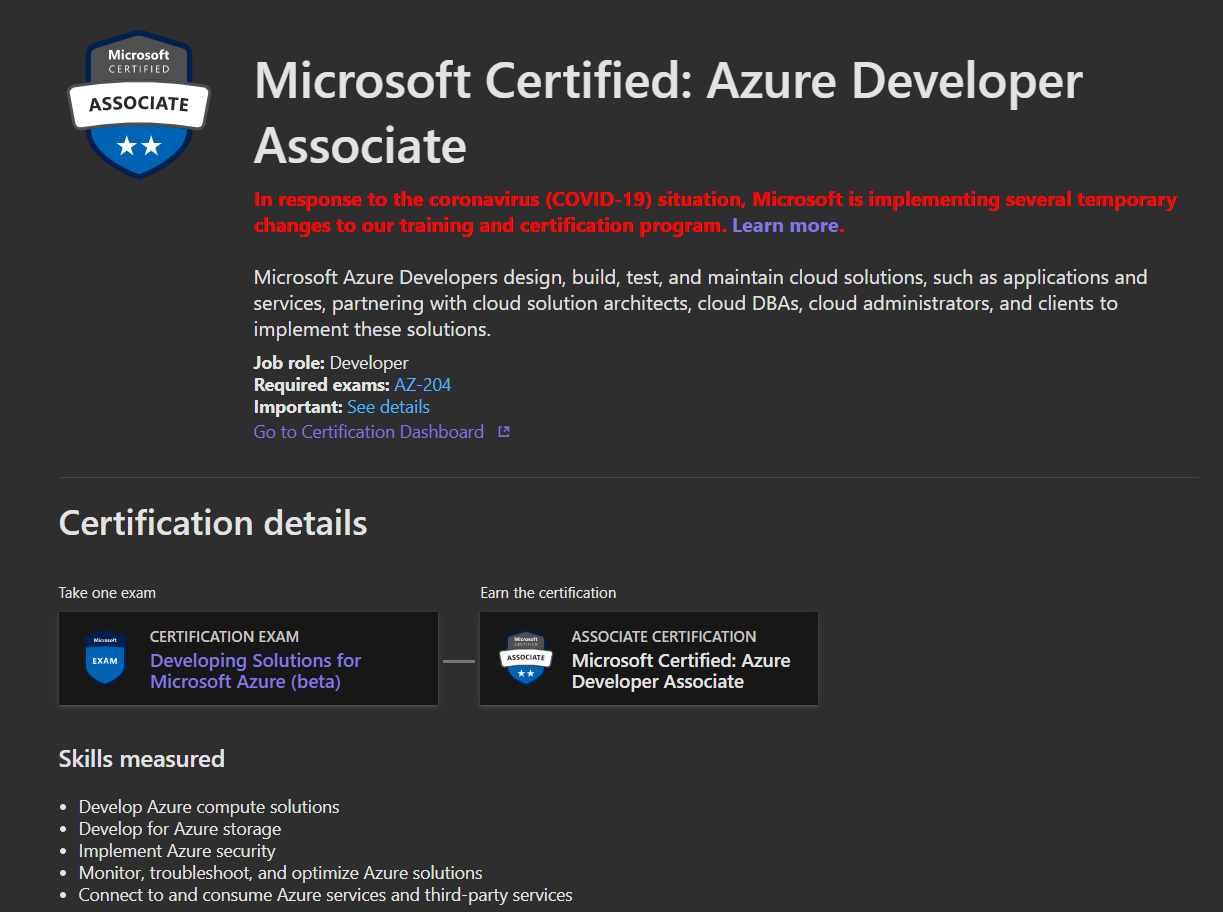 Microsoft
CERTIFIED
ASSOCIATE
Microsoft Certified: Azure Developer
Associate
In response to the coronavirus (COVID-19) situation, Microsoft is implementing several temporary
changes to our training and certification program. Learn more.
Microsoft Azure Developers design, build, test, and maintain cloud solutions, such as applications and
services, partnering with cloud solution architects, cloud DBAs, cloud administrators, and clients to
implement these solutions.
Job role: Developer
Required exams: AZ-204
Important: See details
Go to Certification Dashboard
Certification details
Take one exam
Microsoft
EXAM
CERTIFICATION EXAM
Developing Solutions for
Microsoft Azure (beta)
Earn the certification
Microsoft
CERTIFIED
ASSOCIATE
ASSOCIATE CERTIFICATION
Microsoft Certified: Azure
Developer Associate
Skills measured
• Develop Azure compute solutions
• Develop for Azure storage
• Implement Azure security
• Monitor, troubleshoot, and optimize Azure solutions
• Connect to and consume Azure services and third-party services